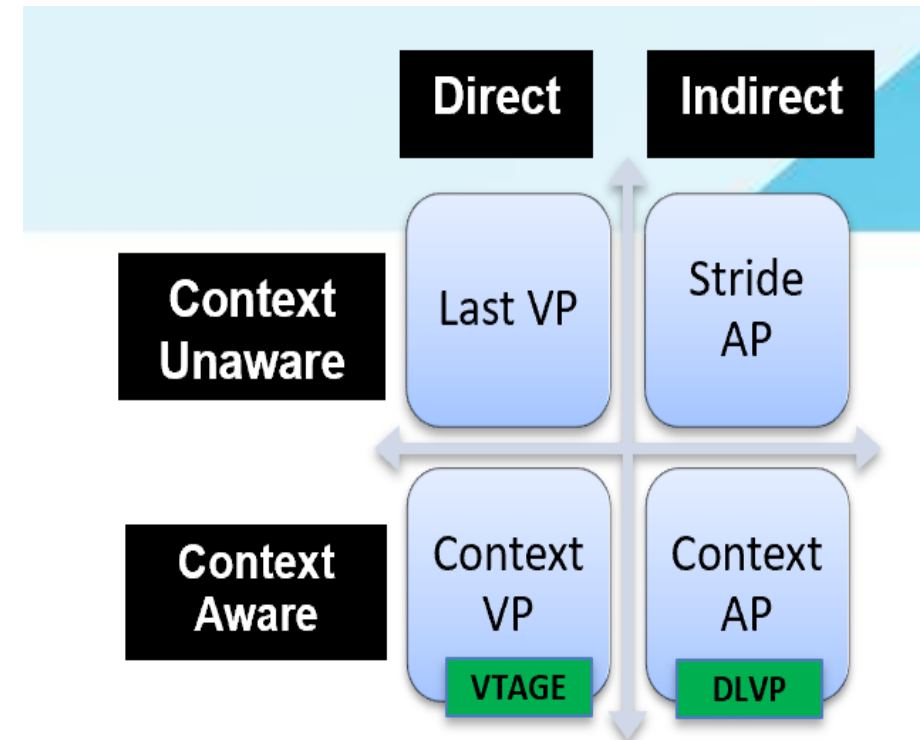 Direct
Indirect
Context
Unaware
Last VP
Stride
AP
Context
Aware
Context
VP
VTAGE
Context
AP
DLVP